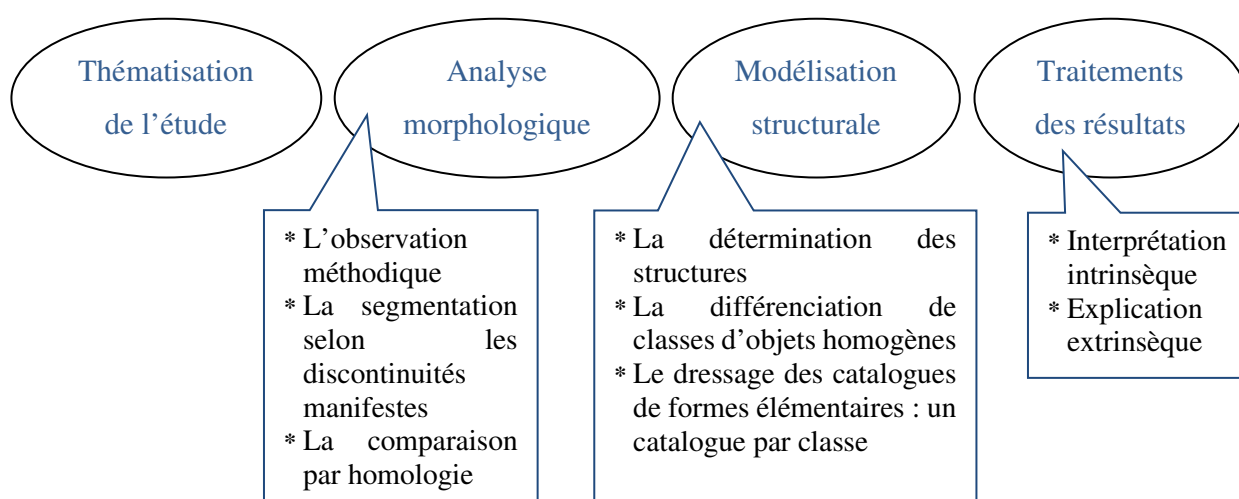 Thématisation
de l'étude
Analyse
morphologique
Modélisation
structurale
Traitements
des résultats
* L'observation
méthodique
* La segmentation
selon les
discontinuités
manifestes
* La comparaison
par homologie
* La détermination des
structures
* La différenciation de
classes d'objets homogènes
* Le dressage des catalogues
de formes élémentaires : un
catalogue par classe
* Interprétation
intrinsèque
* Explication
extrinsèque